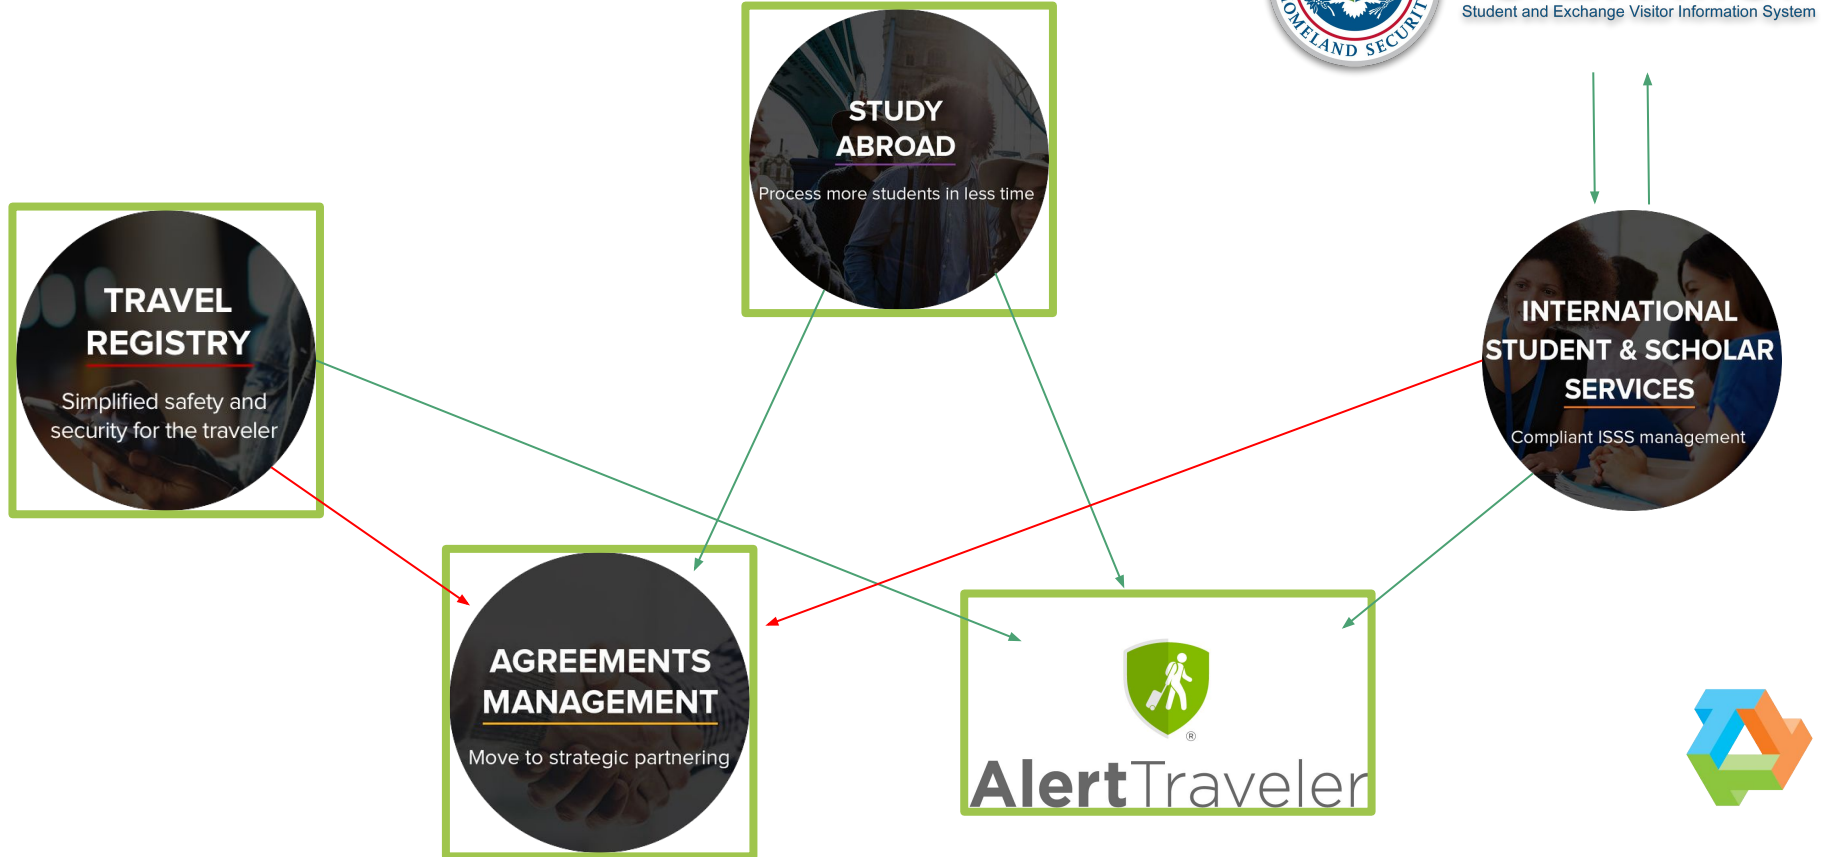 HOMELAND SECURIT
Student and Exchange Visitor Information System
STUDY
ABROAD
Process more students in less time
TRAVEL
REGISTRY
Simplified safety and
security for the traveler
INTERNATIONAL
STUDENT & SCHOLAR
SERVICES
Compliant ISSS management
AGREEMENTS
MANAGEMENT
Move to strategic partnering
®
AlertTraveler